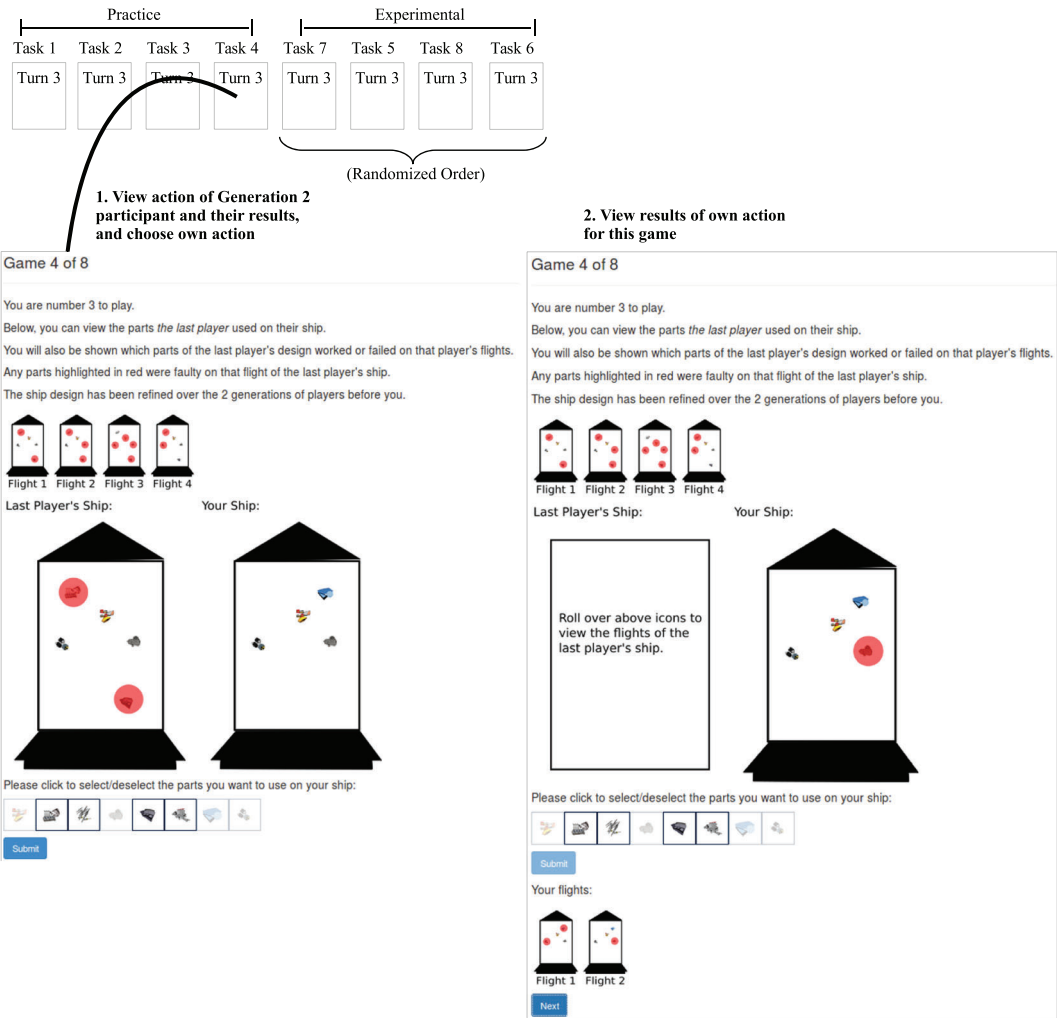 Practice
Experimental
Task 1
Task 2
Task 3
Task 4
Task 7
Task 5
Task 8
Task 6
Turn 3
Turn 3
Turn 3
Turn 3
Turn 3
Turn 3
Turn 3
Turn 3
(Randomized Order)
1. View action of Generation 2
participant and their results,
and choose own action
Game 4 of 8
You are number 3 to play.
Below, you can view the parts the last player used on their ship.
You will also be shown which parts of the last player's design worked or failed on that player's flights.
Any parts highlighted in red were faulty on that flight of the last player's ship.
The ship design has been refined over the 2 generations of players before you.
Flight 1
Flight 2
Flight 3
Flight 4
Last Player's Ship:
Your Ship:
Please click to select/deselect the parts you want to use on your ship:
Submit
2. View results of own action
for this game
Game 4 of 8
You are number 3 to play.
Below, you can view the parts the last player used on their ship.
You will also be shown which parts of the last player's design worked or failed on that player's flights.
Any parts highlighted in red were faulty on that flight of the last player's ship.
The ship design has been refined over the 2 generations of players before you.
Flight 1
Flight 2
Flight 3
Flight 4
Last Player's Ship:
Your Ship:
Roll over above icons to
view the flights of the
last player's ship.
Please click to select/deselect the parts you want to use on your ship:
Submit
Your flights:
Flight 1
Flight 2
Next